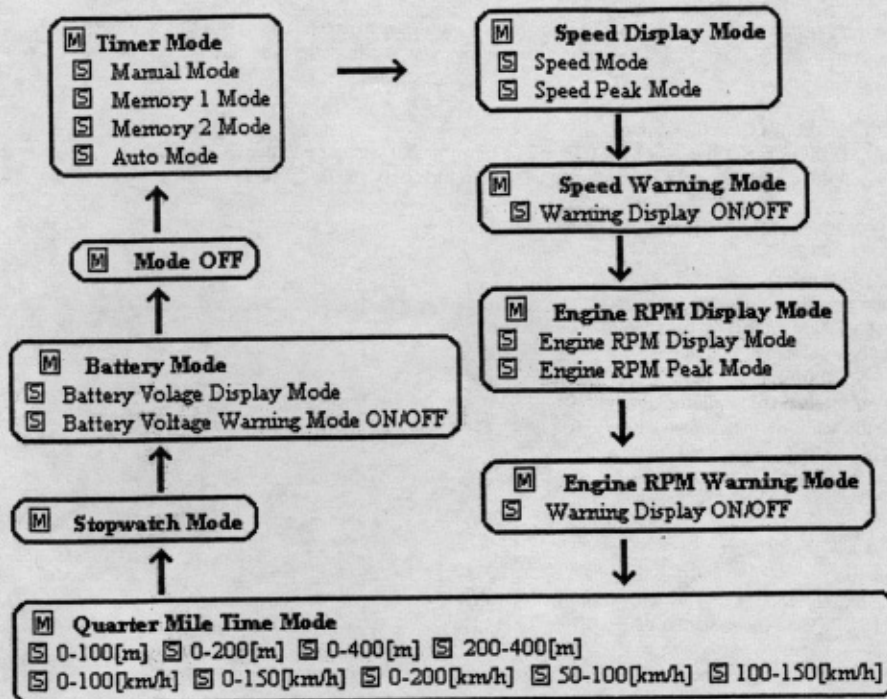 M Timer Mode
S Manual Mode
S Memory 1 Mode
S Memory 2 Mode
S Auto Mode
M Speed Display Mode
S Speed Mode
S Speed Peak Mode
M Speed Warning Mode
S Warning Display ON/OFF
M Engine RPM Display Mode
S Engine RPM Display Mode
S Engine RPM Peak Mode
M Engine RPM Warning Mode
S Warning Display ON/OFF
M Quarter Mile Time Mode
S 0-100[m] S 0-200[m] S 0-400[m] S 200-400[m]
S 0-100[km/h] S 0-150[km/h] S 0-200[km/h] S 50-100[km/h] S 100-150[km/h]
M Stopwatch Mode
M Battery Mode
S Battery Volage Display Mode
S Battery Voltage Warning Mode ON/OFF
M Mode OFF